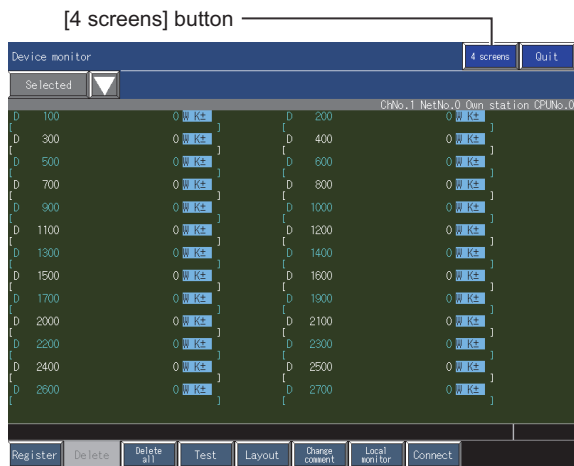 [4 screens] button
Device monitor 4 screens Quit
Selected
ChNo.1 NetNo.0 Own station CPUNo.0
D 100 0 W K± D 200 0 W K±
[ ] [ ]
D 300 0 W K± D 400 0 W K±
[ ] [ ]
D 500 0 W K± D 600 0 W K±
[ ] [ ]
D 700 0 W K± D 800 0 W K±
[ ] [ ]
D 900 0 W K± D 1000 0 W K±
[ ] [ ]
D 1100 0 W K± D 1200 0 W K±
[ ] [ ]
D 1300 0 W K± D 1400 0 W K±
[ ] [ ]
D 1500 0 W K± D 1600 0 W K±
[ ] [ ]
D 1700 0 W K± D 1900 0 W K±
[ ] [ ]
D 2000 0 W K± D 2100 0 W K±
[ ] [ ]
D 2200 0 W K± D 2300 0 W K±
[ ] [ ]
D 2400 0 W K± D 2500 0 W K±
[ ] [ ]
D 2600 0 W K± D 2700 0 W K±
[ ] [ ]
Register Delete Delete all Test Layout Change comment Local monitor Connect